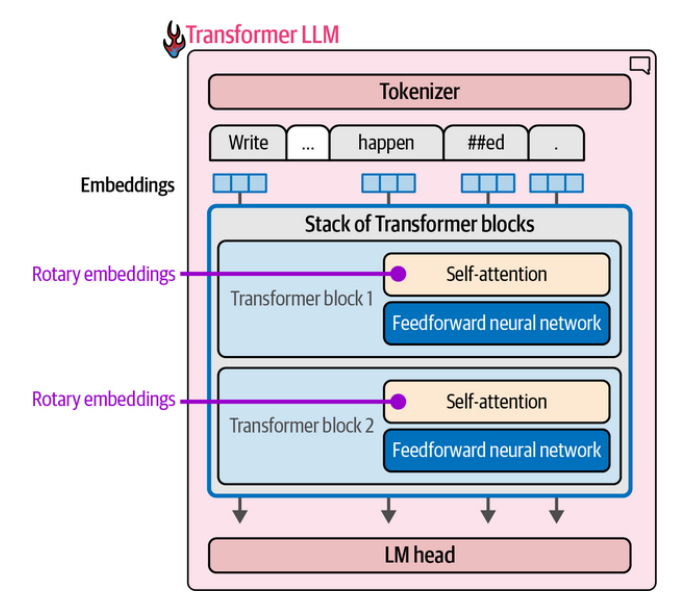 Transformer LLM
Tokenizer
Write ... happen ##ed .
Embeddings
Stack of Transformer blocks
Rotary embeddings
Self-attention
Transformer block 1
Feedforward neural network
Rotary embeddings
Self-attention
Transformer block 2
Feedforward neural network
LM head